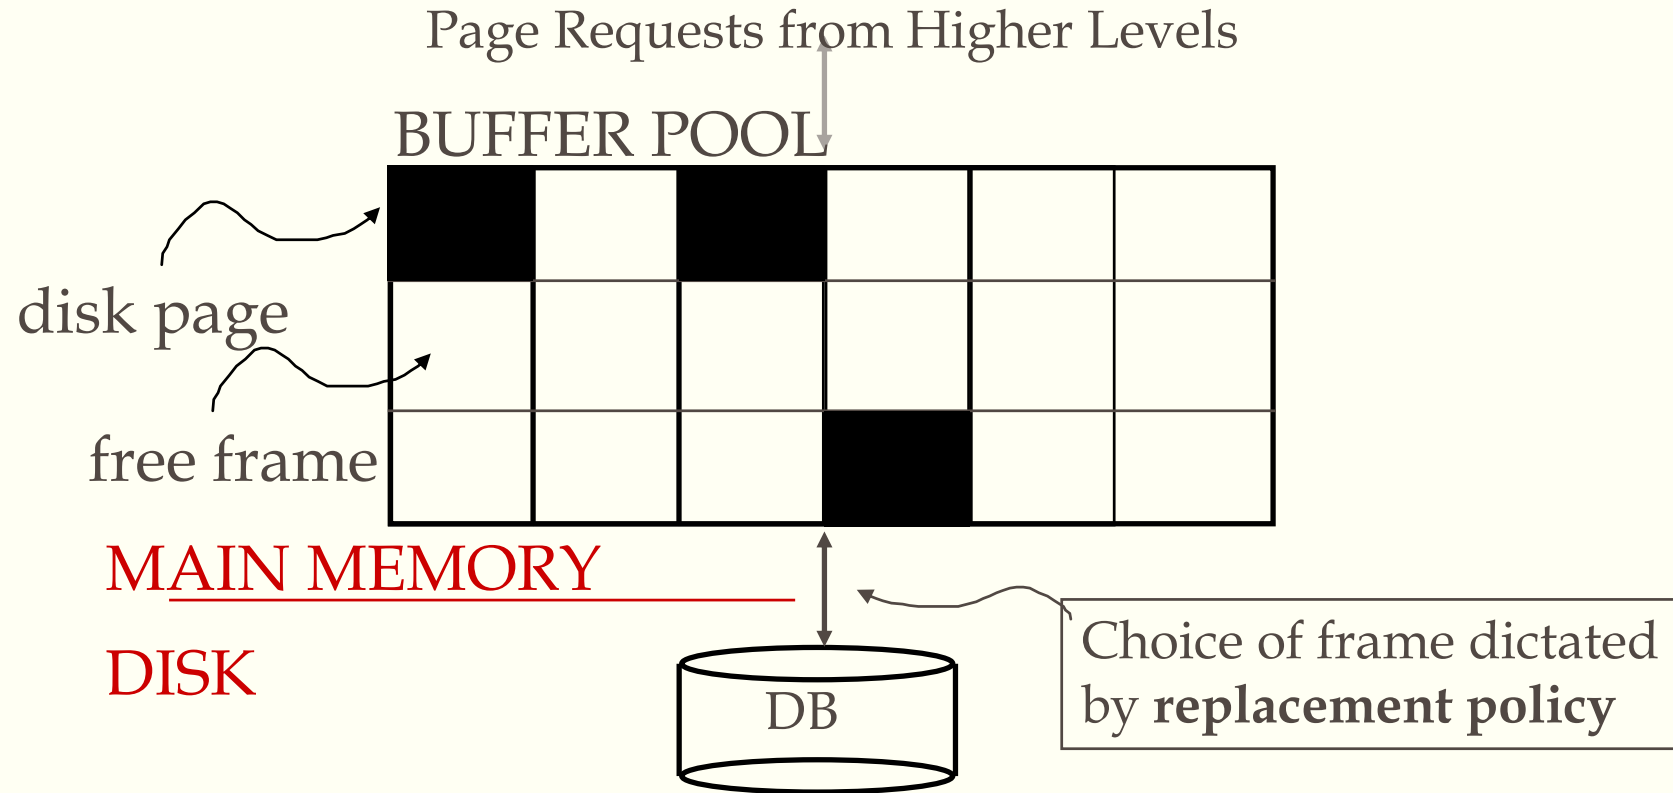 Page Requests from Higher Levels
BUFFER POOL
disk page
free frame
MAIN MEMORY
DISK
DB
Choice of frame dictated
by replacement policy